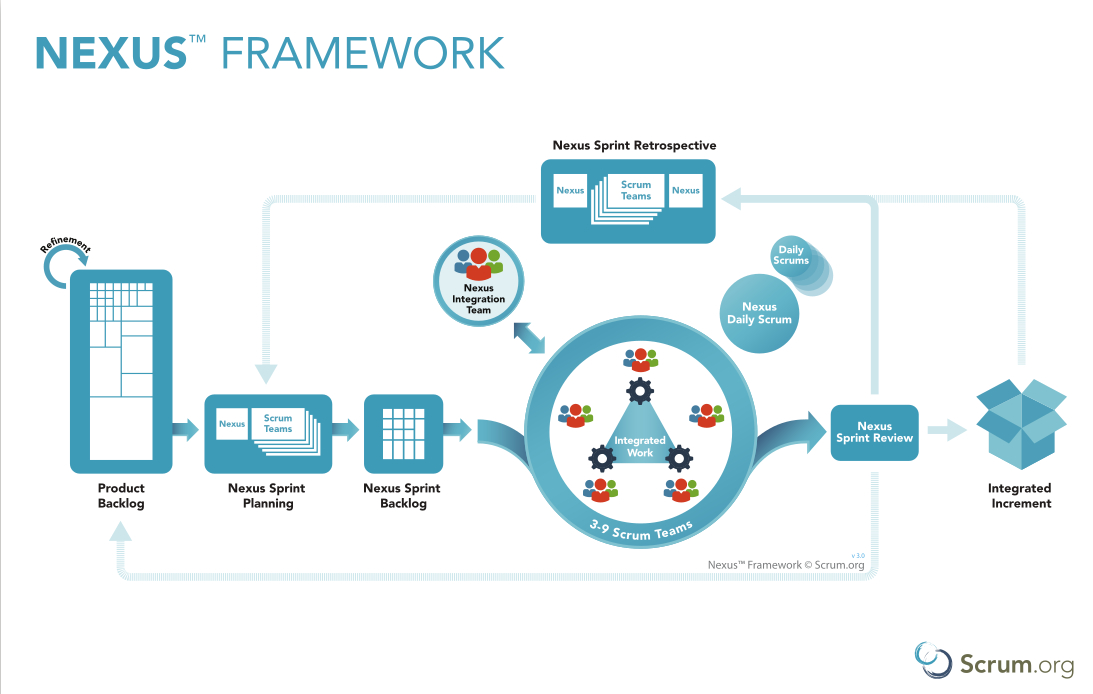 NEXUS™ FRAMEWORK
Nexus Sprint Retrospective
Nexus
Scrum
Teams
Nexus
Refinement
Daily
Scrums
Nexus
Integration
Team
Nexus
Daily Scrum
Nexus
Scrum
Teams
Integrated
Work
Nexus
Sprint Review
Product
Backlog
Nexus Sprint
Planning
Nexus Sprint
Backlog
3-9 Scrum Teams
Integrated
Increment
v 3.0
Nexus™ Framework © Scrum.org
Scrum.org